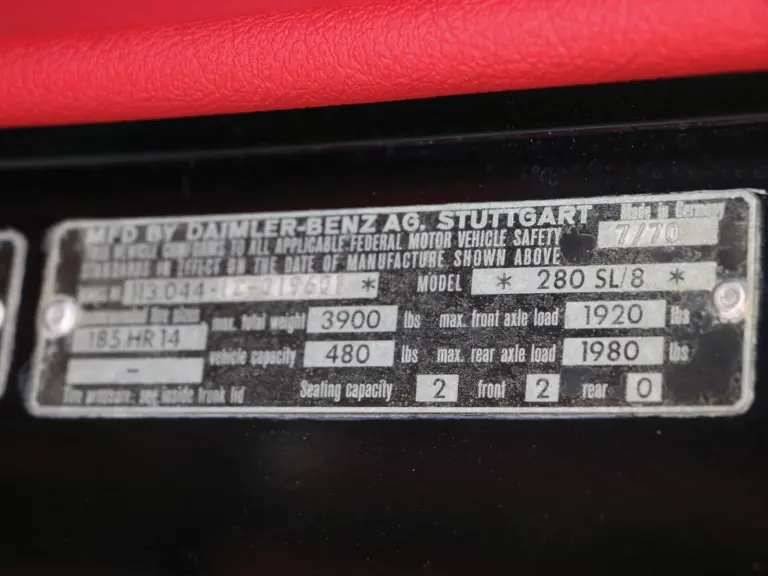 MFD BY DAIMLER-BENZ AG. STUTTGART Made in Germany
THIS VEHICLE CONFORMS TO ALL APPLICABLE FEDERAL MOTOR VEHICLE SAFETY 7/70
STANDARDS IN EFFECT ON THE DATE OF MANUFACTURE SHOWN ABOVE
MODEL * 280 SL/8 *
max. total weight 3900 lbs max. front axle load 1920 lbs
185 HR 14
vehicle capacity 480 lbs max. rear axle load 1980 lbs
–
tire pressure: see inside trunk lid Seating capacity 2 front 2 rear 0